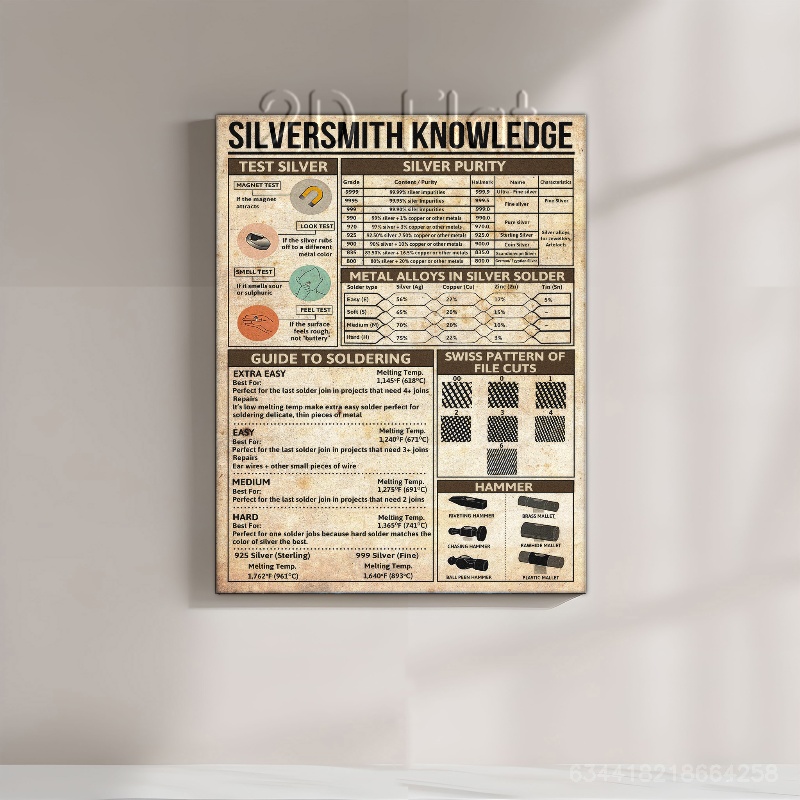 SILVERSMITH KNOWLEDGE
TEST SILVER
MAGNET TEST
If the magnet
attracts
LOOK TEST
If the silver rubs
off to a different
metal color
SMELL TEST
If it smells sour
or sulphuric
FEEL TEST
If the surface
feels rough,
not "buttery"
SILVER PURITY
Grade Content / Purity Hallmark Name Characteristics
9999 99.99% silver impurities 999.9 Ultra - Fine silver
9995 99.95% silver impurities 999.5 Fine silver Fine Silver
999 99.90% silver impurities 999.0
990 99% silver + 1% copper or other metals 990.0 Pure silver
970 97% silver + 3% copper or other metals 970.0
925 92.50% silver 7.50% copper or other metals 925.0 Sterling Silver Silver alloys
for jewellery,
Artefacts
900 90% silver + 10% copper or other metals 900.0 Coin Silver
835 83.50% silver + 16.5% copper or other metals 835.0 Scandinavian Silver
800 80% silver + 20% copper or other metals 800.0
METAL ALLOYS IN SILVER SOLDER
Solder type Silver (Ag) Copper (Cu) Zinc (Zn) Tin (Sn)
Easy (E) 56% 22% 17% 5%
Soft (S) 65% 20% 15% -
Medium (M) 70% 20% 10% -
Hard (H) 75% 22% 3% -
GUIDE TO SOLDERING
EXTRA EASY Melting Temp.
Best For: 1,145°F (618°C)
Perfect for the last solder join in projects that need 4+ joins
Repairs
It's low melting temp make extra easy solder perfect for
soldering delicate, thin pieces of metal
EASY Melting Temp.
Best For: 1,240°F (671°C)
Perfect for the last solder join in projects that need 3+ joins
Repairs
Ear wires + other small pieces of wire
MEDIUM Melting Temp.
Best For: 1,275°F (691°C)
Perfect for the last solder join in projects that need 2 joins
HARD Melting Temp.
Best For: 1,365°F (741°C)
Perfect for one solder jobs because hard solder matches the
color of silver the best.
925 Silver (Sterling) 999 Silver (Fine)
Melting Temp. Melting Temp.
1,762°F (961°C) 1,640°F (893°C)
SWISS PATTERN OF
FILE CUTS
00 0 1
2 3 4
6
HAMMER
RIVETING HAMMER BRASS MALLET
CHASING HAMMER RAWHIDE MALLET
BALL PEEN HAMMER PLASTIC MALLET
634418218664258